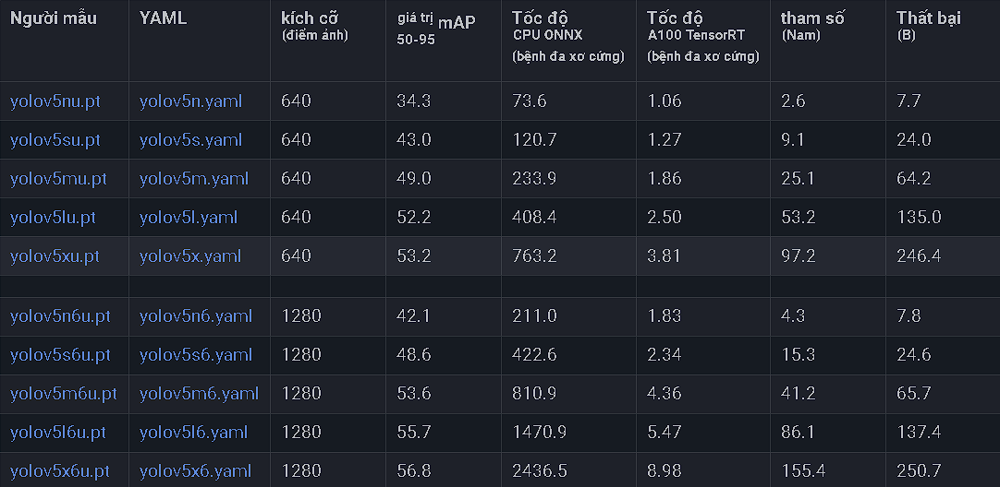 Người mẫu YAML kích cỡ (điểm ảnh) giá trị mAP 50-95 Tốc độ CPU ONNX (bệnh đa xơ cứng) Tốc độ A100 TensorRT (bệnh đa xơ cứng) tham số (Nam) Thất bại (B)
yolov5nu.pt yolov5n.yaml 640 34.3 73.6 1.06 2.6 7.7
yolov5su.pt yolov5s.yaml 640 43.0 120.7 1.27 9.1 24.0
yolov5mu.pt yolov5m.yaml 640 49.0 233.9 1.86 25.1 64.2
yolov5lu.pt yolov5l.yaml 640 52.2 408.4 2.50 53.2 135.0
yolov5xu.pt yolov5x.yaml 640 53.2 763.2 3.81 97.2 246.4
yolov5n6u.pt yolov5n6.yaml 1280 42.1 211.0 1.83 4.3 7.8
yolov5s6u.pt yolov5s6.yaml 1280 48.6 422.6 2.34 15.3 24.6
yolov5m6u.pt yolov5m6.yaml 1280 53.6 810.9 4.36 41.2 65.7
yolov5l6u.pt yolov5l6.yaml 1280 55.7 1470.9 5.47 86.1 137.4
yolov5x6u.pt yolov5x6.yaml 1280 56.8 2436.5 8.98 155.4 250.7